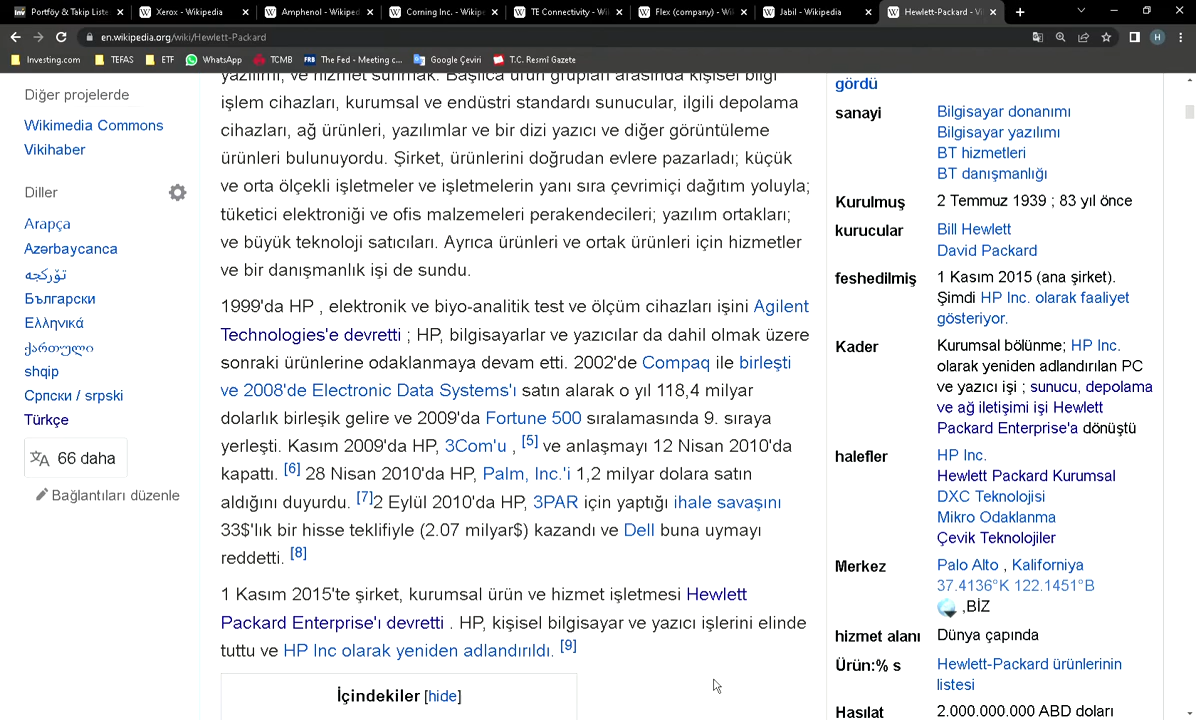 Portföy & Takip Liste
Xerox - Wikipedia
Amphenol - Wikiped
Corning Inc. - Wikipe
TE Connectivity - Wi
Flex (company) - Wik
Jabil - Wikipedia
Hewlett-Packard - Vi
en.wikipedia.org/wiki/Hewlett-Packard
H
Investing.com
TEFAS
ETF
WhatsApp
TCMB
FRB The Fed - Meeting c...
Google Çeviri
T.C. Resmî Gazete
Diğer projelerde
Wikimedia Commons
Vikihaber
Diller
Arapça
Azərbaycanca
تۆرکجه
Български
Ελληνικά
ქართული
shqip
Српски / srpski
Türkçe
66 daha
Bağlantıları düzenle
yazılımı, ve hizmet sunmak. Başlıca ürün grupları arasında kişisel bilgi
işlem cihazları, kurumsal ve endüstri standardı sunucular, ilgili depolama
cihazları, ağ ürünleri, yazılımlar ve bir dizi yazıcı ve diğer görüntüleme
ürünleri bulunuyordu. Şirket, ürünlerini doğrudan evlere pazarladı; küçük
ve orta ölçekli işletmeler ve işletmelerin yanı sıra çevrimiçi dağıtım yoluyla;
tüketici elektroniği ve ofis malzemeleri perakendecileri; yazılım ortakları;
ve büyük teknoloji satıcıları. Ayrıca ürünleri ve ortak ürünleri için hizmetler
ve bir danışmanlık işi de sundu.
1999'da HP , elektronik ve biyo-analitik test ve ölçüm cihazları işini Agilent
Technologies'e devretti ; HP, bilgisayarlar ve yazıcılar da dahil olmak üzere
sonraki ürünlerine odaklanmaya devam etti. 2002'de Compaq ile birleşti
ve 2008'de Electronic Data Systems'ı satın alarak o yıl 118,4 milyar
dolarlık birleşik gelire ve 2009'da Fortune 500 sıralamasında 9. sıraya
yerleşti. Kasım 2009'da HP, 3Com'u , [5] ve anlaşmayı 12 Nisan 2010'da
kapattı. [6] 28 Nisan 2010'da HP, Palm, Inc.'i 1,2 milyar dolara satın
aldığını duyurdu. [7]2 Eylül 2010'da HP, 3PAR için yaptığı ihale savaşını
33$'lık bir hisse teklifiyle (2.07 milyar$) kazandı ve Dell buna uymayı
reddetti. [8]
1 Kasım 2015'te şirket, kurumsal ürün ve hizmet işletmesi Hewlett
Packard Enterprise'ı devretti . HP, kişisel bilgisayar ve yazıcı işlerini elinde
tuttu ve HP Inc olarak yeniden adlandırıldı. [9]
İçindekiler [hide]
gördü
sanayi
Bilgisayar donanımı
Bilgisayar yazılımı
BT hizmetleri
BT danışmanlığı
Kurulmuş 2 Temmuz 1939 ; 83 yıl önce
kurucular Bill Hewlett
David Packard
feshedilmiş 1 Kasım 2015 (ana şirket).
Şimdi HP Inc. olarak faaliyet
gösteriyor.
Kader Kurumsal bölünme; HP Inc.
olarak yeniden adlandırılan PC
ve yazıcı işi ; sunucu, depolama
ve ağ iletişimi işi Hewlett
Packard Enterprise'a dönüştü
halefler HP Inc.
Hewlett Packard Kurumsal
DXC Teknolojisi
Mikro Odaklanma
Çevik Teknolojiler
Merkez Palo Alto , Kaliforniya
37.4136°K 122.1451°B
,BİZ
hizmet alanı Dünya çapında
Ürün:% s Hewlett-Packard ürünlerinin
listesi
Hasılat 2.000.000.000 ABD doları